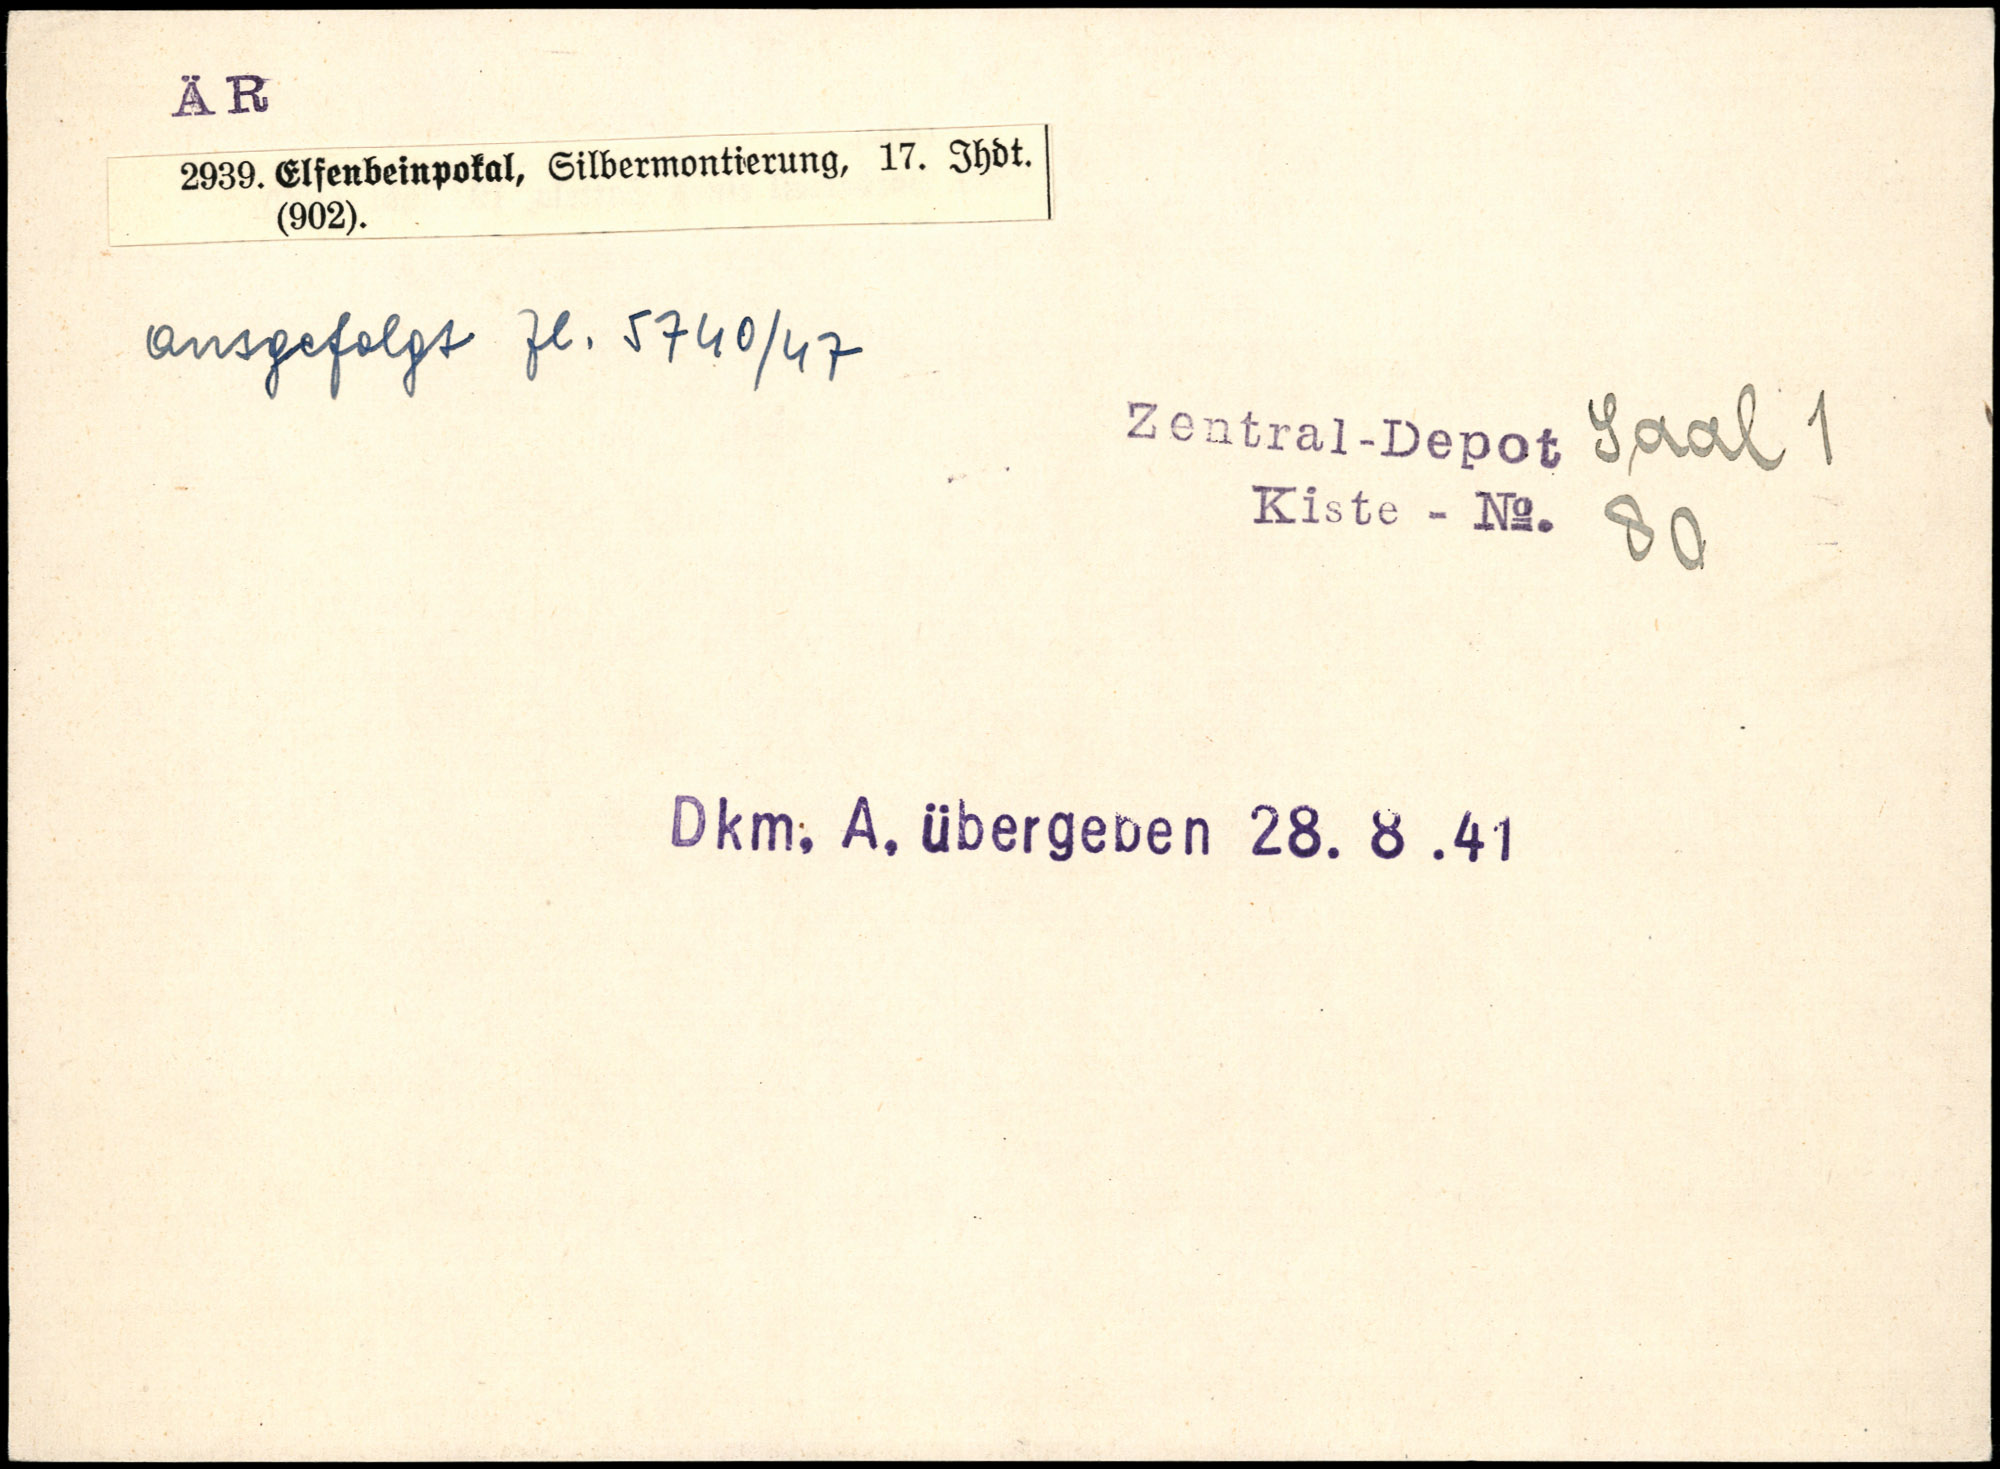 ÄR
2939. Elfenbeinpokal, Silbermontierung, 17. Jhdt.
(902).
ausgefolgt Zl. 5740/47
Zentral-Depot Saal 1
Kiste - №. 80
Dkm. A. übergeben 28. 8 .41